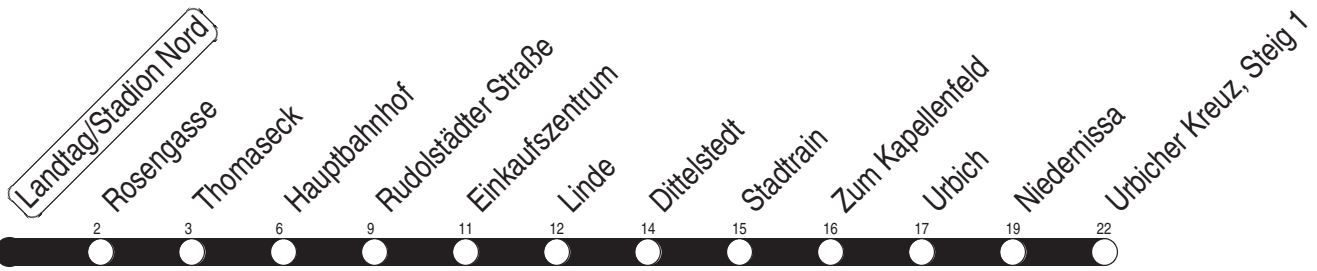 Landtag/Stadion Nord
Rosengasse
Thomaseck
Hauptbahnhof
Rudolstädter Straße
Einkaufszentrum
Linde
Dittelstedt
Stadtrain
Zum Kapellenfeld
Urbich
Niedernissa
Urbicher Kreuz, Steig 1
2 3 6 9 11 12 14 15 16 17 19 22